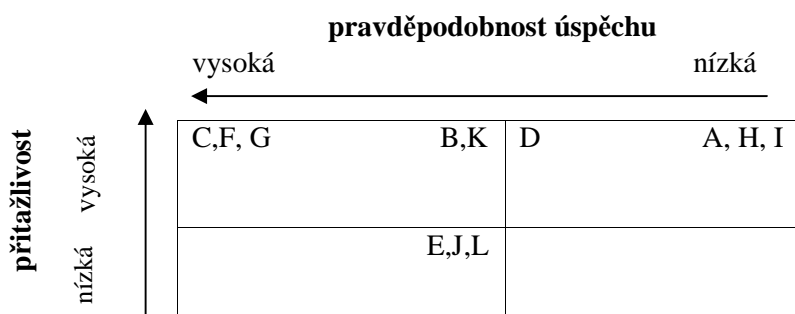 pravděpodobnost úspěchu
vysoká nízká
přitažlivost
vysoká
nízká
C,F, G B,K D A, H, I
E,J,L